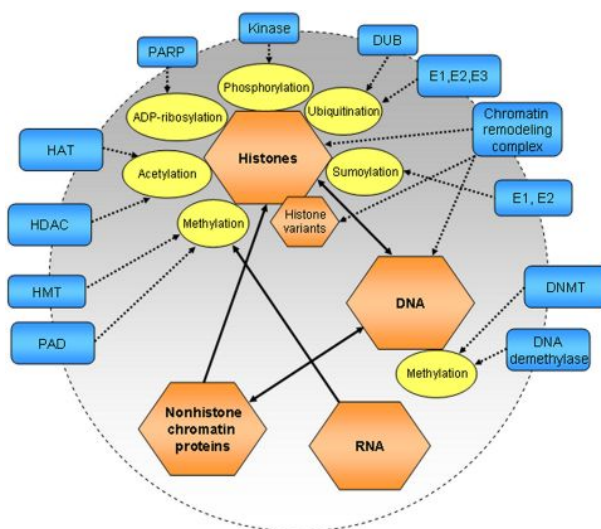 Kinase
PARP
DUB
E1,E2,E3
Phosphorylation
ADP-ribosylation
Ubiquitination
Chromatin
remodeling
complex
HAT
Histones
Acetylation
Sumoylation
E1, E2
HDAC
Methylation
Histone
variants
HMT
DNMT
DNA
PAD
DNA
demethylase
Methylation
Nonhistone
chromatin
proteins
RNA